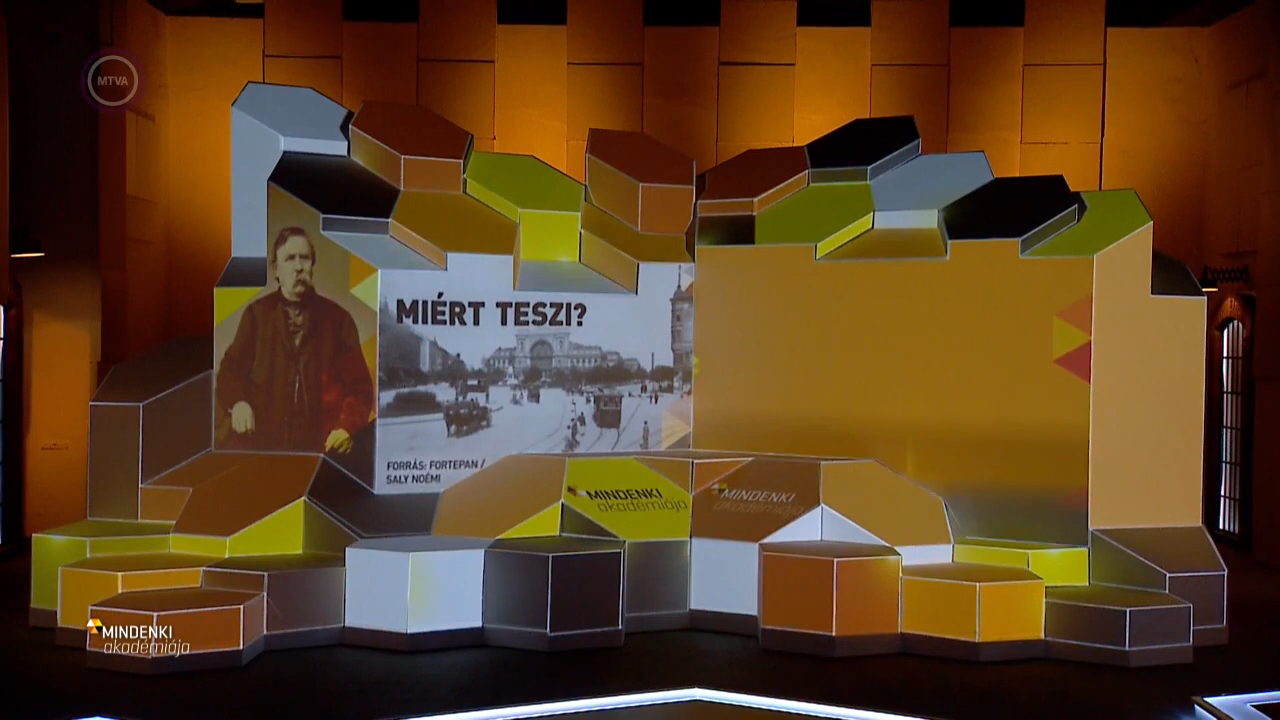 MTVA
MIÉRT TESZI?
FORRÁS: FORTEPAN /
SALY NOÉMI
MINDENKI
akadémiája
MINDENKI
akadémiája
MINDENKI
akadémiája